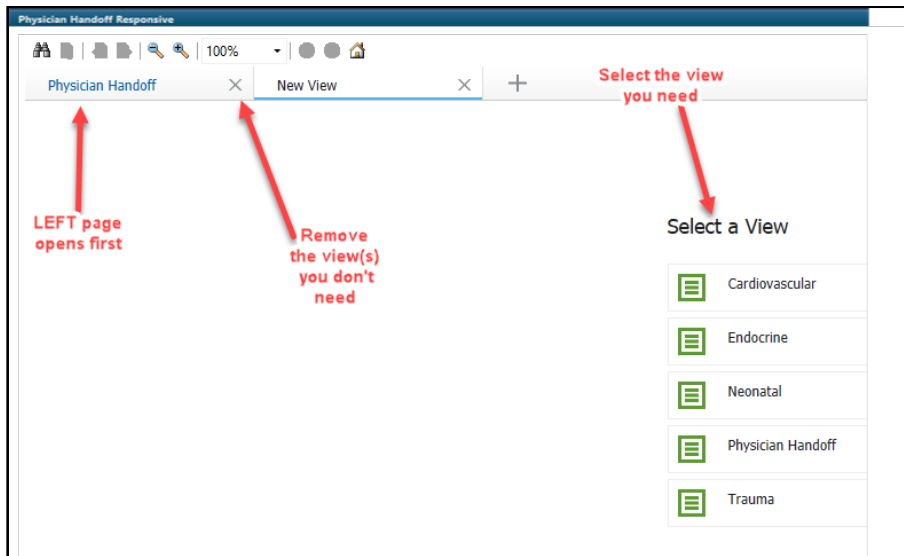 Physician Handoff Responsive
100%
Physician Handoff
New View
Select the view
you need
LEFT page
opens first
Remove
the view(s)
you don't
need
Select a View
Cardiovascular
Endocrine
Neonatal
Physician Handoff
Trauma